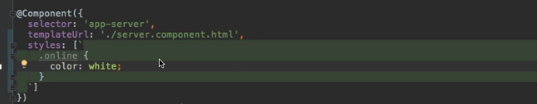 @Component({
selector: 'app-server',
templateUrl: './server.component.html',
styles: [`
.online {
color: white;
}
`]
})